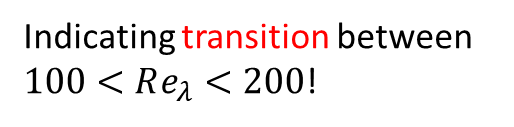 Indicating transition between
100 < Re_λ < 200!